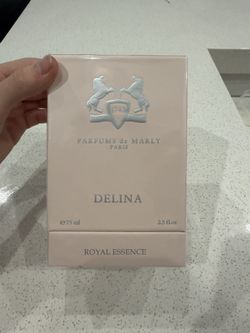 PARFUMS de MARLY
PARIS
DELINA
℮75 ml 2.5 fl.oz
ROYAL ESSENCE